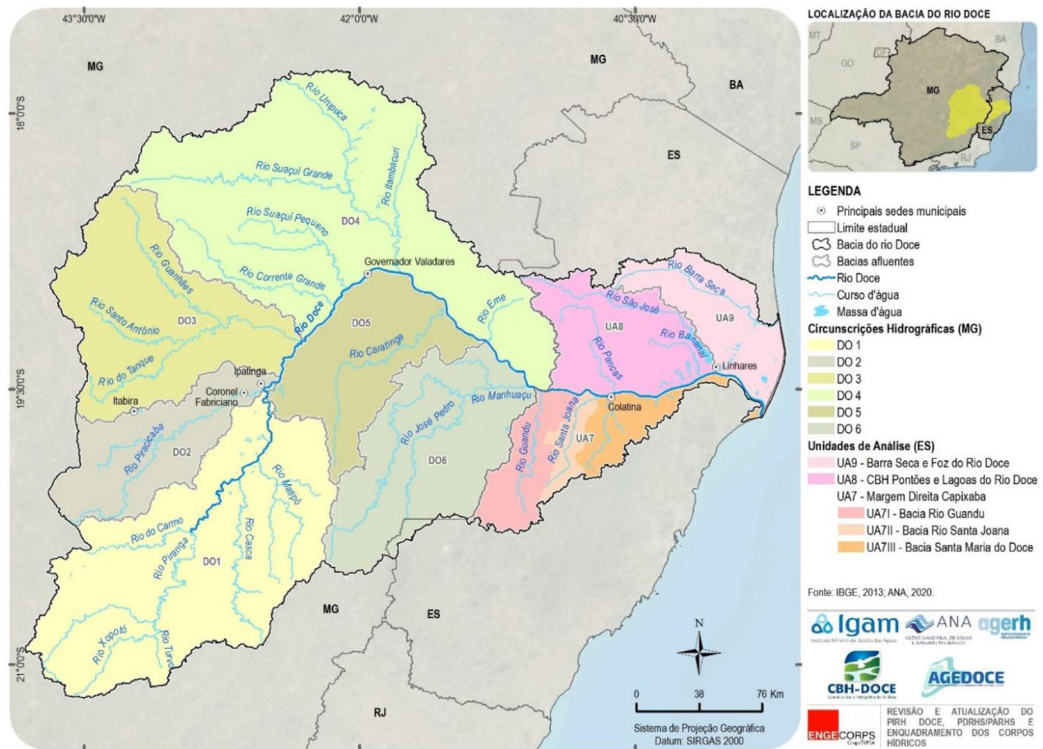 43°30'0"W
42°00'0"W
40°30'0"W
18°00'0"S
19°30'0"S
21°00'0"S
MG
MG
BA
ES
MG
ES
RJ
Rio Urupuca
Rio Itambacuri
Rio Suaçuí Grande
Rio Suaçuí Pequeno
DO4
Governador Valadares
Rio Corrente Grande
Rio Guanhães
Rio Santo Antônio
DO3
Rio do Tanque
Rio Doce
DO5
Rio Caratinga
Rio Eme
Rio São José
Rio Barra Seca
UA8
UA9
Rio Pancas
Rio Bananal
Linhares
Ipatinga
Coronel
Fabriciano
Itabira
Rio Piracicaba
DO2
Rio Manhuaçu
Rio José Pedro
DO6
Rio Guandu
Rio Santa Joana
UA7
Colatina
Rio Matipó
Rio do Carmo
Rio Piranga
DO1
Rio Casca
Rio Xopotó
Rio Turvo
N
0 38 76 Km
Sistema de Projeção Geográfica
Datum: SIRGAS 2000
LOCALIZAÇÃO DA BACIA DO RIO DOCE
MT
DF
BA
GO
MG
MS
ES
SP
RJ
LEGENDA
Principais sedes municipais
Limite estadual
Bacia do rio Doce
Bacias afluentes
Rio Doce
Curso d'água
Massa d'água
Circunscrições Hidrográficas (MG)
DO 1
DO 2
DO 3
DO 4
DO 5
DO 6
Unidades de Análise (ES)
UA9 - Barra Seca e Foz do Rio Doce
UA8 - CBH Pontões e Lagoas do Rio Doce
UA7 - Margem Direita Capixaba
UA7I - Bacia Rio Guandu
UA7II - Bacia Rio Santa Joana
UA7III - Bacia Santa Maria do Doce
Fonte: IBGE, 2013; ANA, 2020.
Igam
ANA
agerh
CBH-DOCE
AGEDOCE
ENGECORPS
REVISÃO E ATUALIZAÇÃO DO
PIRH DOCE, PDRHS/PARHS E
ENQUADRAMENTO DOS CORPOS
HÍDRICOS